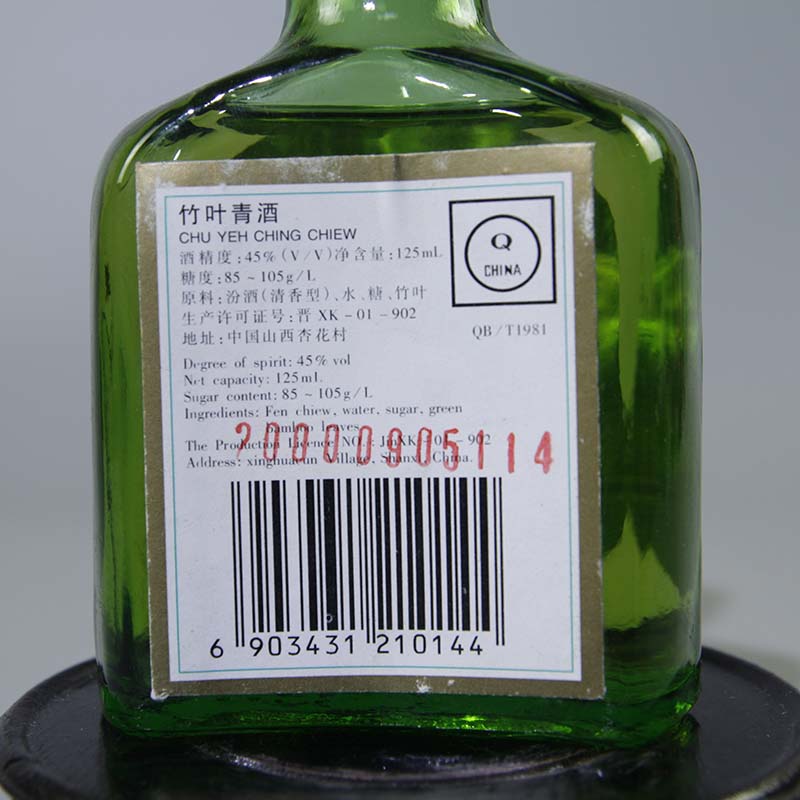 竹叶青酒
CHU YEH CHING CHIEW
酒精度:45%(V/V)净含量:125mL
糖度:85~105g/L
原料:汾酒(清香型)、水、糖、竹叶
生产许可证号:晋 XK-01-902
地址:中国山西杏花村
Q
CHINA
QB/T1981
Degree of spirit: 45% vol
Net capacity: 125mL
Sugar content: 85~105g/L
Ingredients: Fen chiew, water, sugar, green
bamboo leaves
20000905114
The Production Licence NO.: JinXK-01-902
Address: xinghuacun Village, Shanxi, China.
6 903431 210144